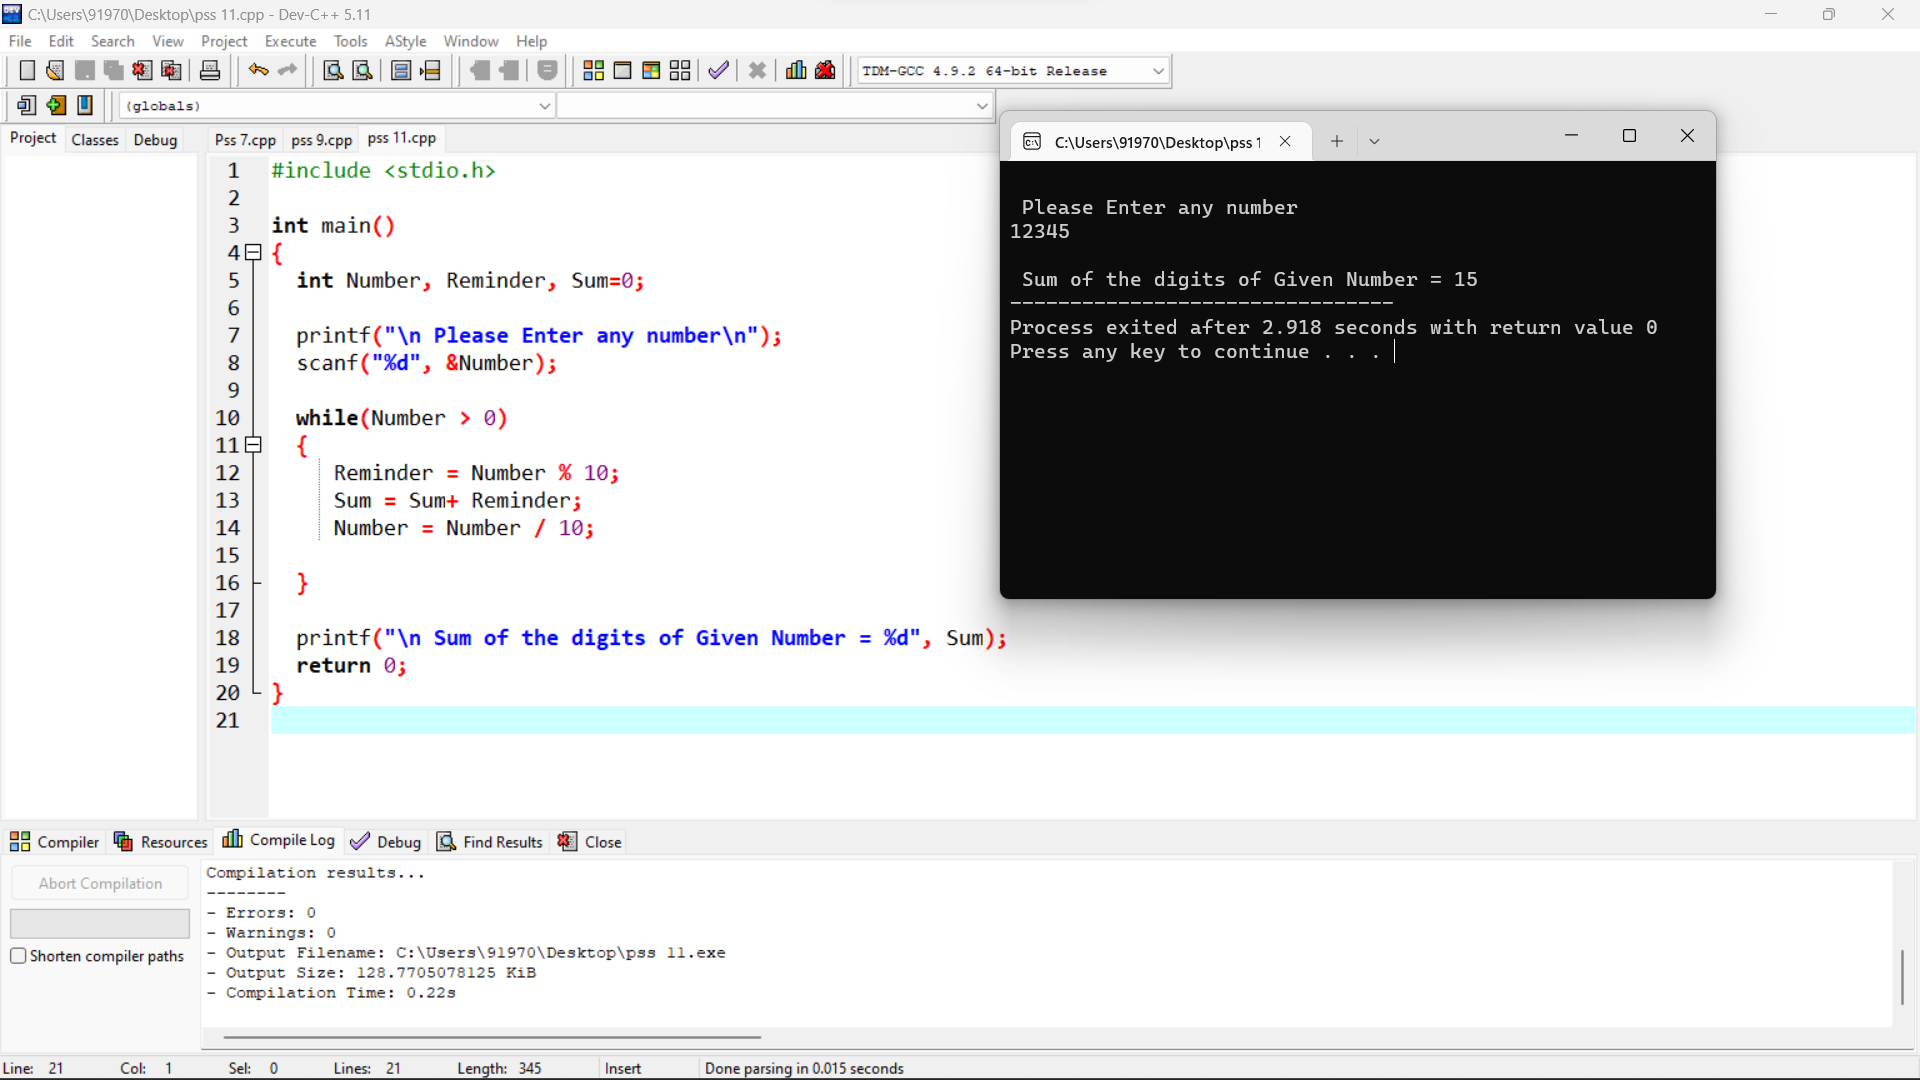 C:\Users\91970\Desktop\pss 11.cpp - Dev-C++ 5.11
File Edit Search View Project Execute Tools AStyle Window Help
TDM-GCC 4.9.2 64-bit Release
(globals)
Project Classes Debug Pss 7.cpp pss 9.cpp pss 11.cpp
1 #include <stdio.h>
2
3 int main()
4 {
5 int Number, Reminder, Sum=0;
6
7 printf("\n Please Enter any number\n");
8 scanf("%d", &Number);
9
10 while(Number > 0)
11 {
12 Reminder = Number % 10;
13 Sum = Sum+ Reminder;
14 Number = Number / 10;
15
16 }
17
18 printf("\n Sum of the digits of Given Number = %d", Sum);
19 return 0;
20 }
21
C:\Users\91970\Desktop\pss 1
Please Enter any number
12345
Sum of the digits of Given Number = 15
--------------------------------
Process exited after 2.918 seconds with return value 0
Press any key to continue . . .
Compiler Resources Compile Log Debug Find Results Close
Abort Compilation
Shorten compiler paths
Compilation results...
--------
- Errors: 0
- Warnings: 0
- Output Filename: C:\Users\91970\Desktop\pss 11.exe
- Output Size: 128.7705078125 KiB
- Compilation Time: 0.22s
Line: 21 Col: 1 Sel: 0 Lines: 21 Length: 345 Insert Done parsing in 0.015 seconds